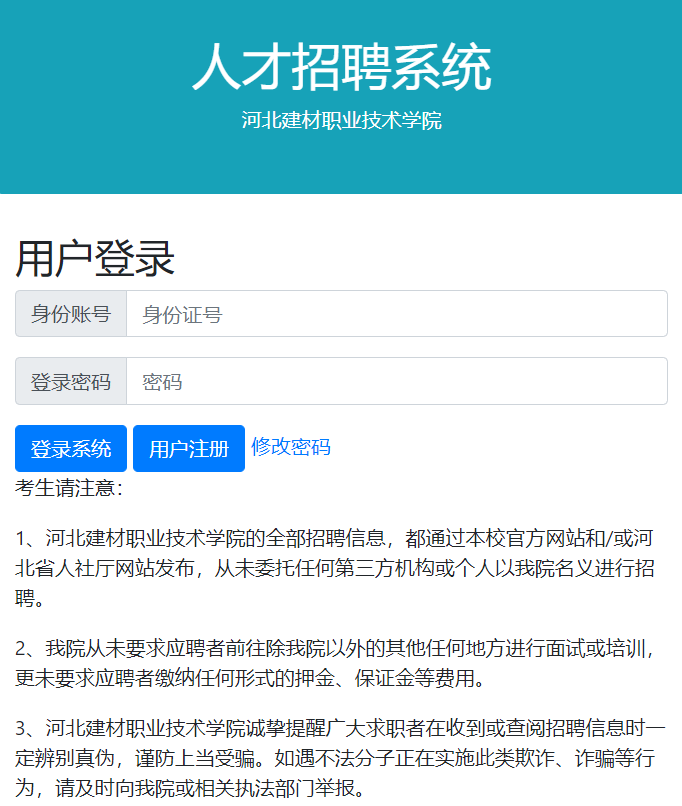 人才招聘系统
河北建材职业技术学院
用户登录
身份账号 身份证号
登录密码 密码
登录系统 用户注册 修改密码
考生请注意：
1、河北建材职业技术学院的全部招聘信息，都通过本校官方网站和/或河
北省人社厅网站发布，从未委托任何第三方机构或个人以我院名义进行招
聘。
2、我院从未要求应聘者前往除我院以外的其他任何地方进行面试或培训，
更未要求应聘者缴纳任何形式的押金、保证金等费用。
3、河北建材职业技术学院诚挚提醒广大求职者在收到或查阅招聘信息时一
定辨别真伪，谨防上当受骗。如遇不法分子正在实施此类欺诈、诈骗等行
为，请及时向我院或相关执法部门举报。